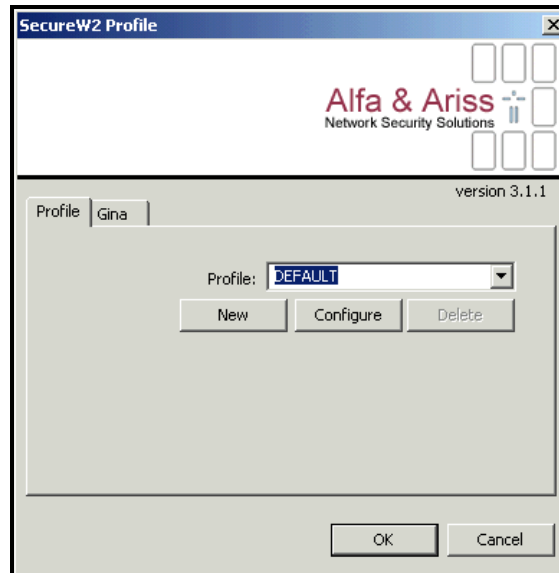 SecureW2 Profile
Alfa & Ariss
Network Security Solutions
version 3.1.1
Profile Gina
Profile: DEFAULT
New Configure Delete
OK Cancel